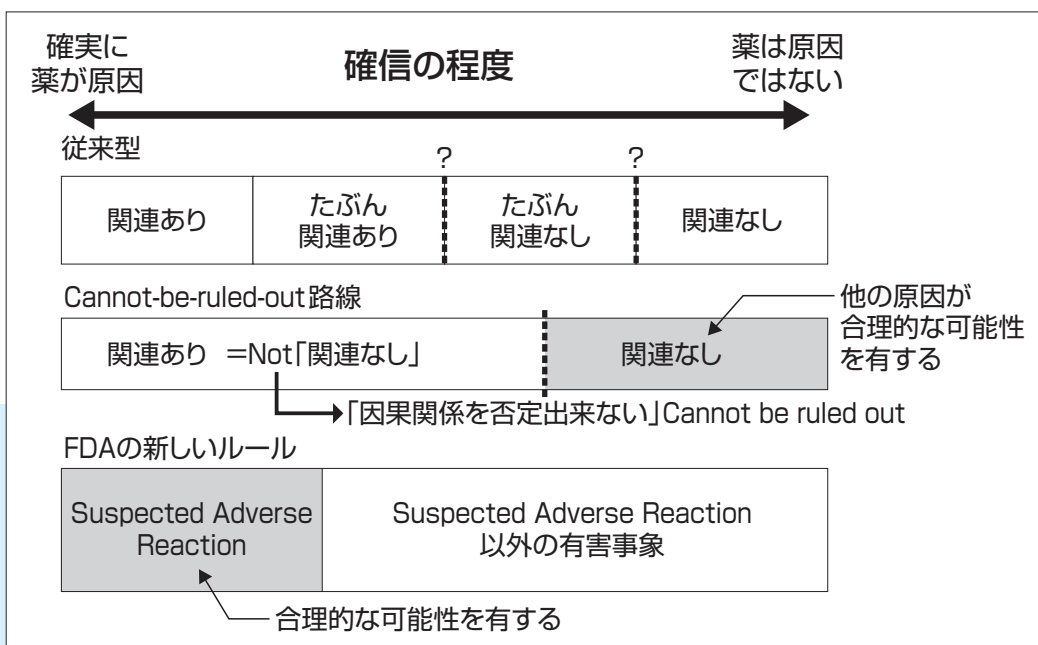 確実に
薬が原因
確信の程度
薬は原因
ではない
従来型
?
?
関連あり
たぶん
関連あり
たぶん
関連なし
関連なし
Cannot-be-ruled-out路線
関連あり =Not「関連なし」
関連なし
他の原因が
合理的な可能性
を有する
「因果関係を否定出来ない」Cannot be ruled out
FDAの新しいルール
Suspected Adverse
Reaction
Suspected Adverse Reaction
以外の有害事象
合理的な可能性を有する